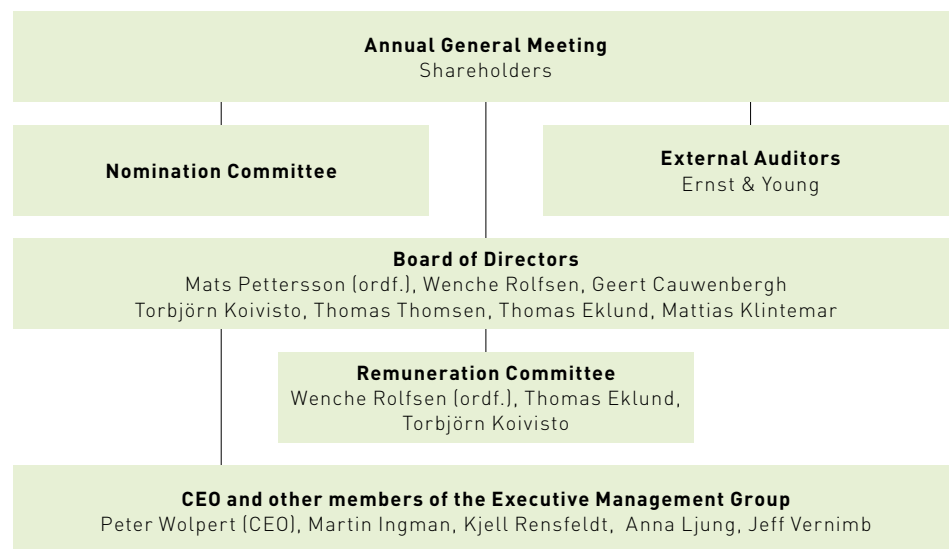 Annual General Meeting
Shareholders
Nomination Committee
External Auditors
Ernst & Young
Board of Directors
Mats Pettersson (ordf.), Wenche Rolfsen, Geert Cauwenbergh
Torbjörn Koivisto, Thomas Thomsen, Thomas Eklund, Mattias Klintemar
Remuneration Committee
Wenche Rolfsen (ordf.), Thomas Eklund,
Torbjörn Koivisto
CEO and other members of the Executive Management Group
Peter Wolpert (CEO), Martin Ingman, Kjell Rensfeldt, Anna Ljung, Jeff Vernimb